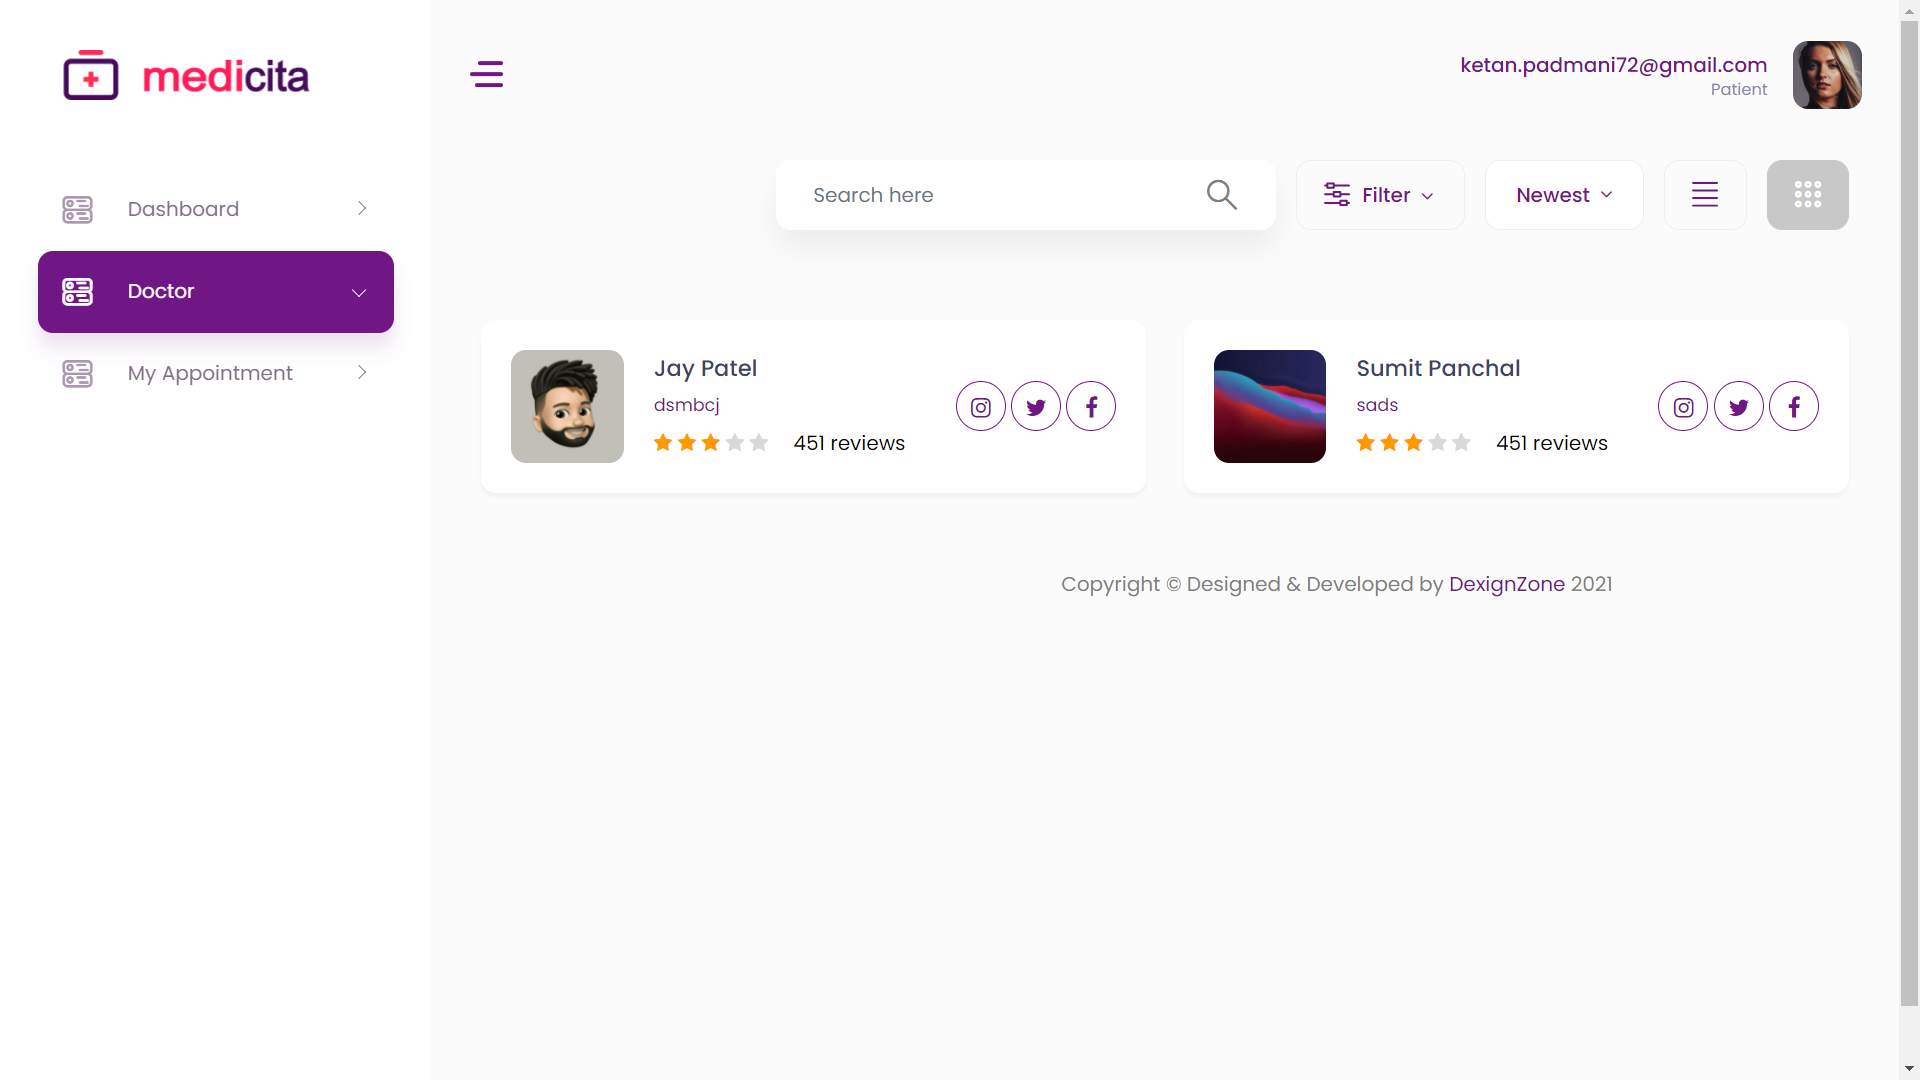 medicita
ketan.padmani72@gmail.com
Patient
Search here
Filter
Newest
Dashboard
Doctor
My Appointment
Jay Patel
dsmbcj
451 reviews
Sumit Panchal
sads
451 reviews
Copyright © Designed & Developed by DexignZone 2021